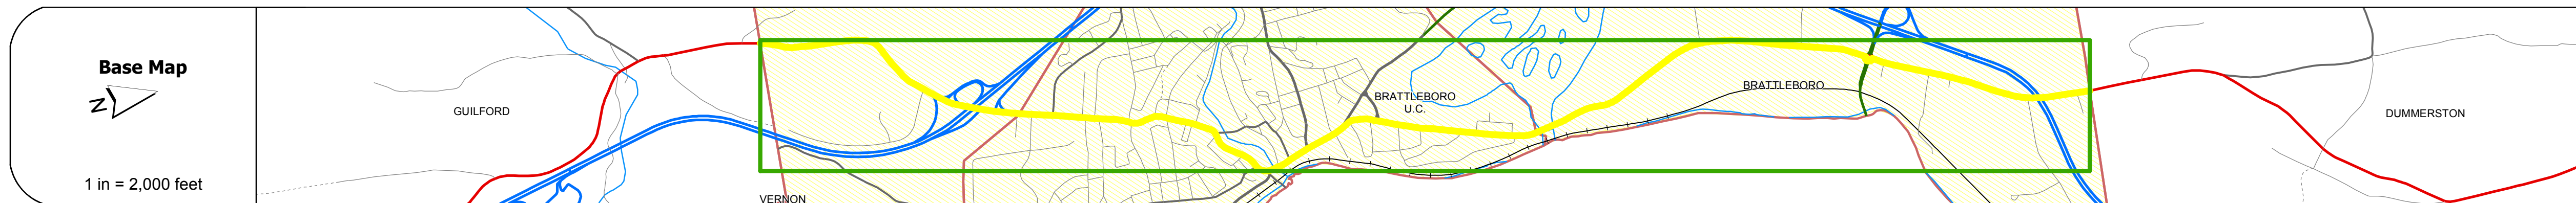 Base Map
N
1 in = 2,000 feet
GUILFORD
VERNON
BRATTLEBORO
U.C.
BRATTLEBORO
DUMMERSTON